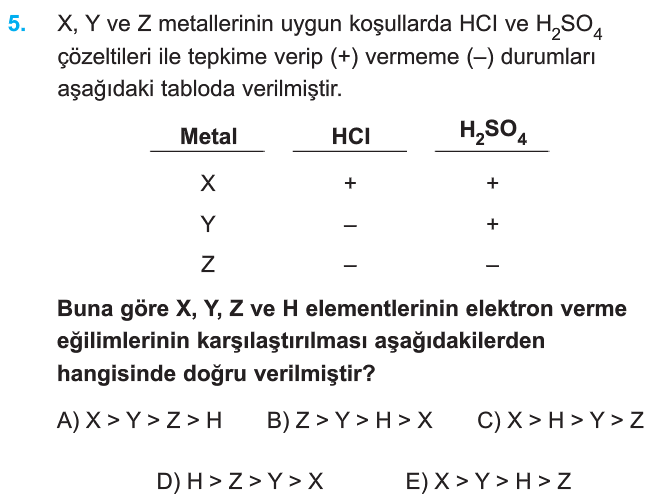 5. X, Y ve Z metallerinin uygun koşullarda HCl ve H₂SO₄
çözeltileri ile tepkime verip (+) vermeme (–) durumları
aşağıdaki tabloda verilmiştir.
Metal HCl H₂SO₄
X + +
Y – +
Z – –
Buna göre X, Y, Z ve H elementlerinin elektron verme
eğilimlerinin karşılaştırılması aşağıdakilerden
hangisinde doğru verilmiştir?
A) X > Y > Z > H B) Z > Y > H > X C) X > H > Y > Z
D) H > Z > Y > X E) X > Y > H > Z